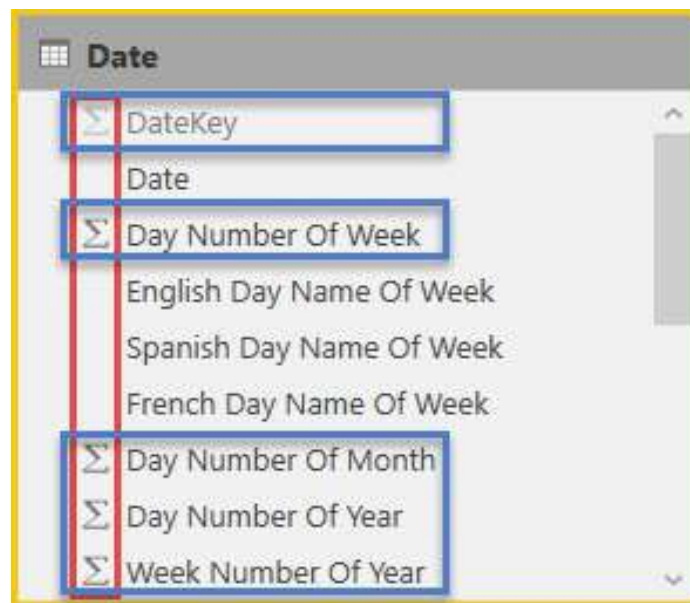 Date
Σ DateKey
Date
Σ Day Number Of Week
English Day Name Of Week
Spanish Day Name Of Week
French Day Name Of Week
Σ Day Number Of Month
Σ Day Number Of Year
Σ Week Number Of Year